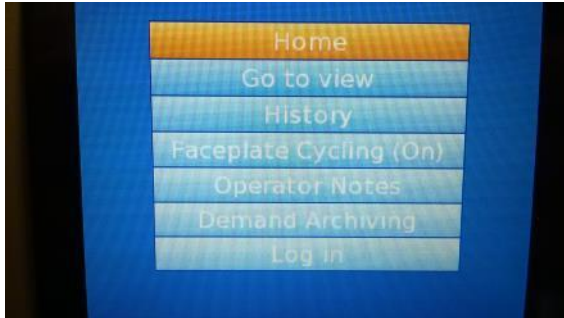 Home
Go to view
History
Faceplate Cycling (On)
Operator Notes
Demand Archiving
Log in